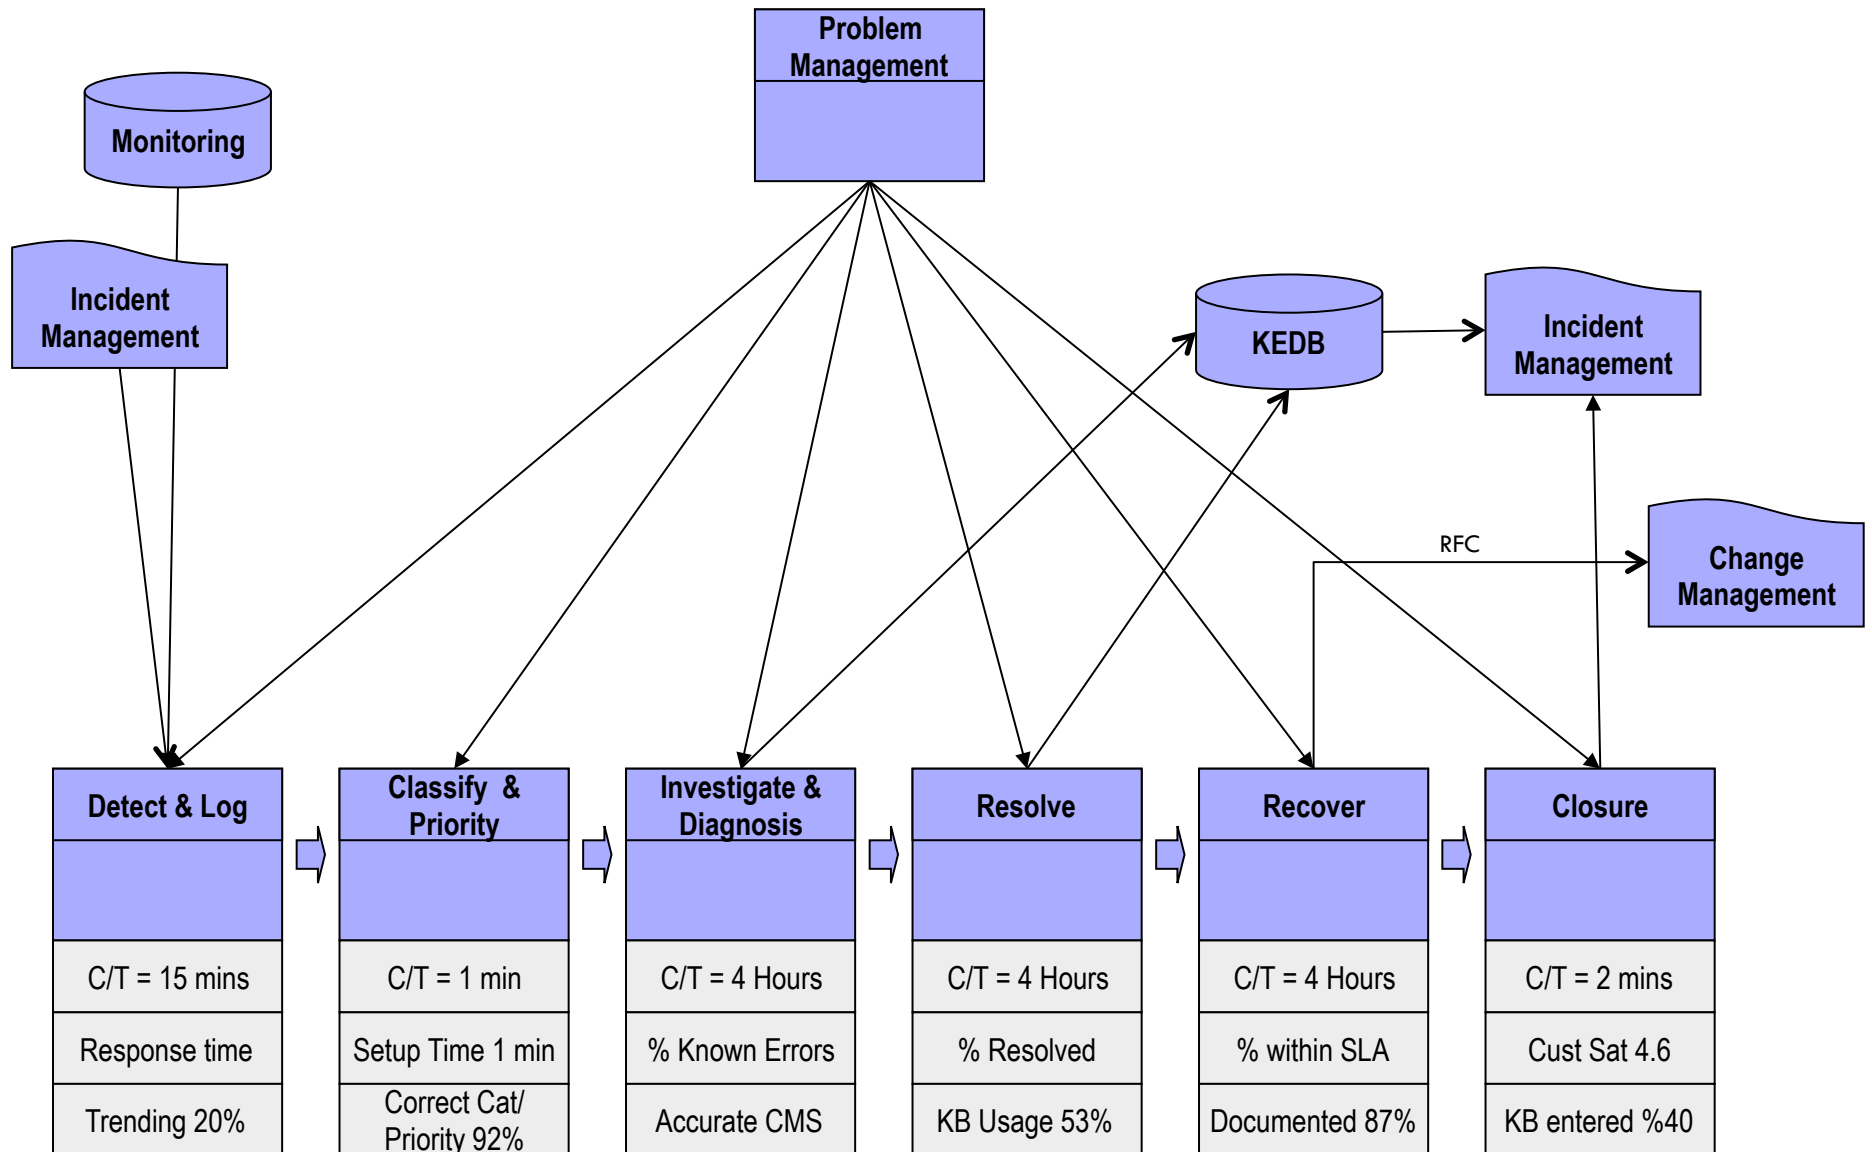 Problem
Management
Monitoring
Incident
Management
KEDB
Incident
Management
RFC
Change
Management
Detect & Log
Classify &
Priority
Investigate &
Diagnosis
Resolve
Recover
Closure
C/T = 15 mins
C/T = 1 min
C/T = 4 Hours
C/T = 4 Hours
C/T = 4 Hours
C/T = 2 mins
Response time
Setup Time 1 min
% Known Errors
% Resolved
% within SLA
Cust Sat 4.6
Trending 20%
Correct Cat/
Priority 92%
Accurate CMS
KB Usage 53%
Documented 87%
KB entered %40